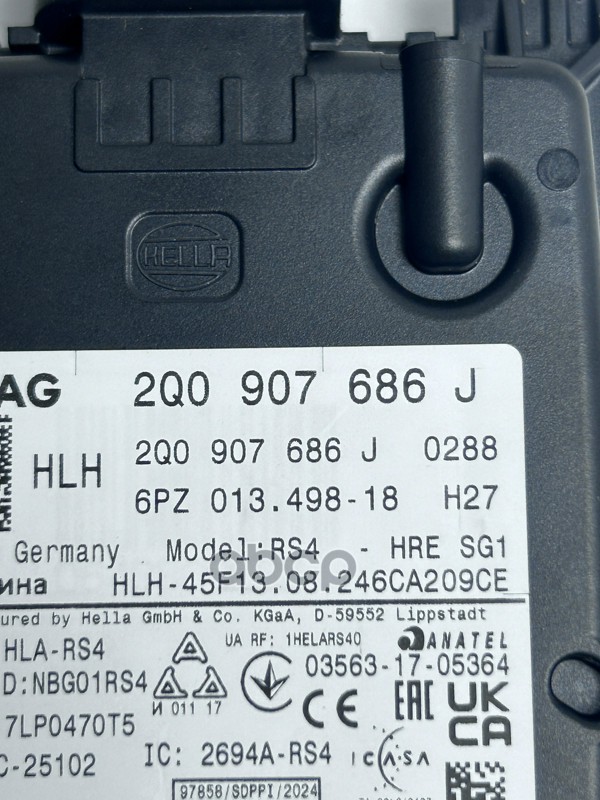 HELLA
AG 2Q0 907 686 J
2Q0 907 686 J 0288
HLH
6PZ 013.498-18 H27
Germany Model:RS4 - HRE SG1
ина HLH-45F13.08.246CA209CE
ured by Hella GmbH & Co. KGaA, D-59552 Lippstadt
HLA-RS4 UA RF: 1HELARS40 ANATEL
03563-17-05364
D:NBG01RS4
И 011 17
CE EAC UK CA
7LP0470T5
C-25102 IC: 2694A-RS4 ICASA
97858/SDPPI/2024